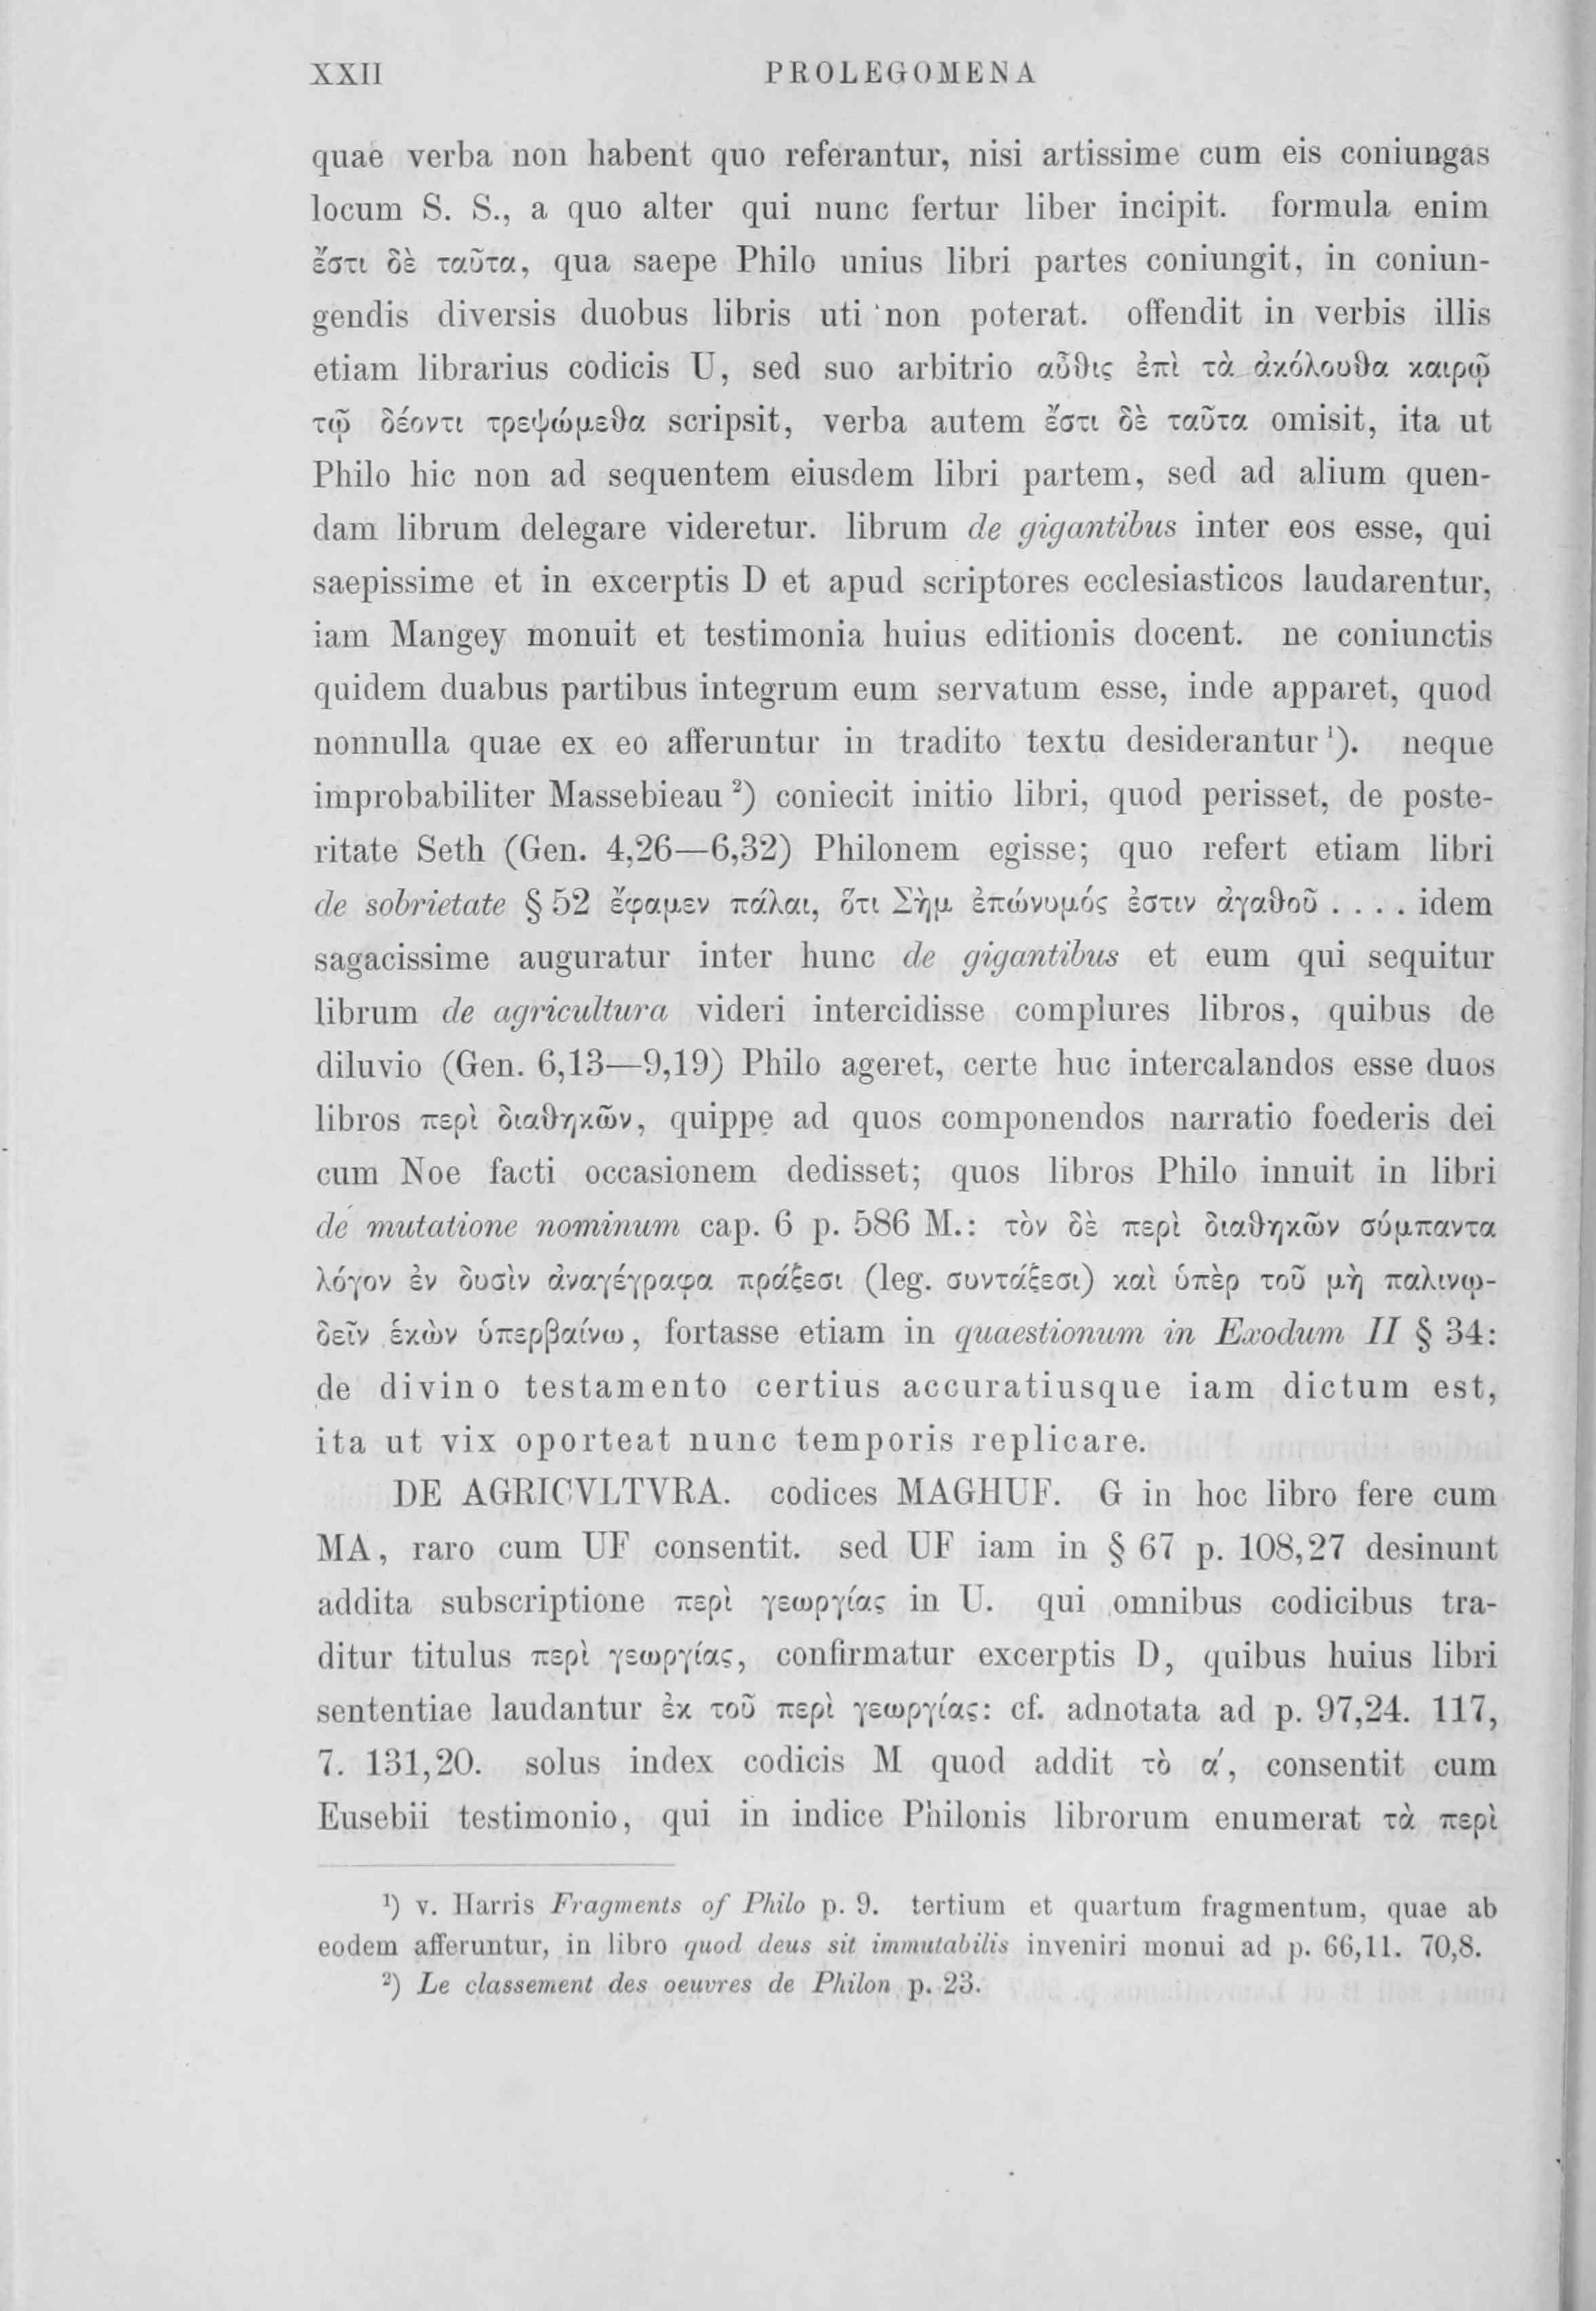 XXII PROLEGOMENA
quae verba non habent quo referantur, nisi artissime cum eis coniungas
locum S. S., a quo alter qui nunc fertur liber incipit. formula enim
ἔστι δὲ ταῦτα, qua saepe Philo unius libri partes coniungit, in coniun-
gendis diversis duobus libris uti non poterat. offendit in verbis illis
etiam librarius codicis U, sed suo arbitrio αὖθις ἐπὶ τὰ ἀκόλουθα καιρῷ
τῷ δέοντι τρεψώμεθα scripsit, verba autem ἔστι δὲ ταῦτα omisit, ita ut
Philo hic non ad sequentem eiusdem libri partem, sed ad alium quen-
dam librum delegare videretur. librum de gigantibus inter eos esse, qui
saepissime et in excerptis D et apud scriptores ecclesiasticos laudarentur,
iam Mangey monuit et testimonia huius editionis docent. ne coniunctis
quidem duabus partibus integrum eum servatum esse, inde apparet, quod
nonnulla quae ex eo afferuntur in tradito textu desiderantur ¹). neque
improbabiliter Massebieau ²) coniecit initio libri, quod perisset, de poste-
ritate Seth (Gen. 4,26—6,32) Philonem egisse; quo refert etiam libri
de sobrietate § 52 ἔφαμεν πάλαι, ὅτι Σὴμ ἐπώνυμός ἐστιν ἀγαθοῦ . . . . idem
sagacissime auguratur inter hunc de gigantibus et eum qui sequitur
librum de agricultura videri intercidisse complures libros, quibus de
diluvio (Gen. 6,13—9,19) Philo ageret, certe huc intercalandos esse duos
libros περὶ διαθηκῶν, quippe ad quos componendos narratio foederis dei
cum Noe facti occasionem dedisset; quos libros Philo innuit in libri
de mutatione nominum cap. 6 p. 586 M.: τὸν δὲ περὶ διαθηκῶν σύμπαντα
λόγον ἐν δυσὶν ἀναγέγραφα πράξεσι (leg. συντάξεσι) καὶ ὑπὲρ τοῦ μὴ παλινῳ-
δεῖν ἑκὼν ὑπερβαίνω, fortasse etiam in quaestionum in Exodum II § 34:
de divino testamento certius accuratiusque iam dictum est,
ita ut vix oporteat nunc temporis replicare.
DE AGRICVLTVRA. codices MAGHUF. G in hoc libro fere cum
MA, raro cum UF consentit. sed UF iam in § 67 p. 108,27 desinunt
addita subscriptione περὶ γεωργίας in U. qui omnibus codicibus tra-
ditur titulus περὶ γεωργίας, confirmatur excerptis D, quibus huius libri
sententiae laudantur ἐκ τοῦ περὶ γεωργίας: cf. adnotata ad p. 97,24. 117,
7. 131,20. solus index codicis M quod addit τὸ α′, consentit cum
Eusebii testimonio, qui in indice Philonis librorum enumerat τὰ περὶ
¹) v. Harris Fragments of Philo p. 9. tertium et quartum fragmentum, quae ab
eodem afferuntur, in libro quod deus sit immutabilis inveniri monui ad p. 66,11. 70,8.
²) Le classement des oeuvres de Philon p. 23.